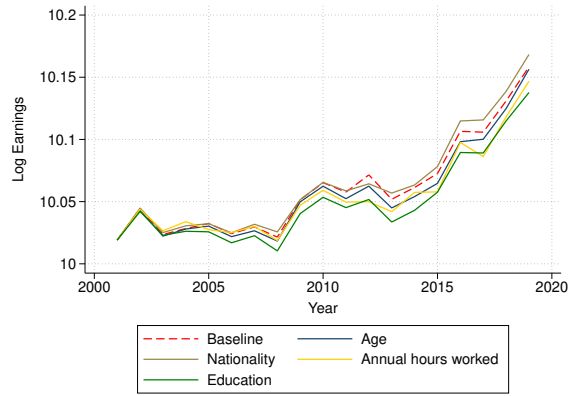 10.2
10.15
10.1
10.05
10
Log Earnings
2000 2005 2010 2015 2020
Year
Baseline Age
Nationality Annual hours worked
Education